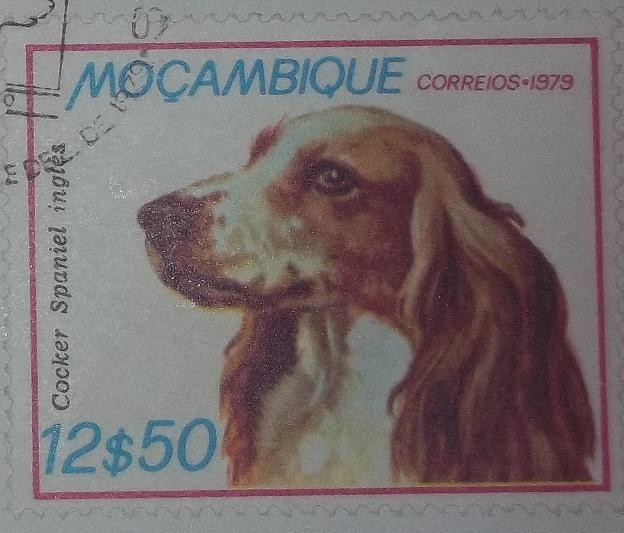 MOÇAMBIQUE CORREIOS•1979
Cocker Spaniel inglês
12$50